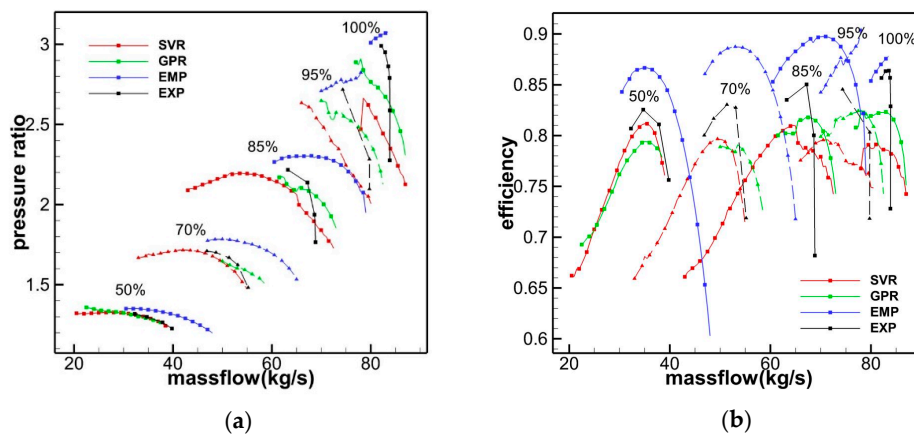 pressure ratio
3
2.5
2
1.5
20
40
60
80
massflow(kg/s)
SVR
GPR
EMP
EXP
100%
95%
85%
70%
50%
(a)
efficiency
0.9
0.85
0.8
0.75
0.7
0.65
0.6
20
40
60
80
massflow(kg/s)
50%
70%
85%
95%
100%
SVR
GPR
EMP
EXP
(b)